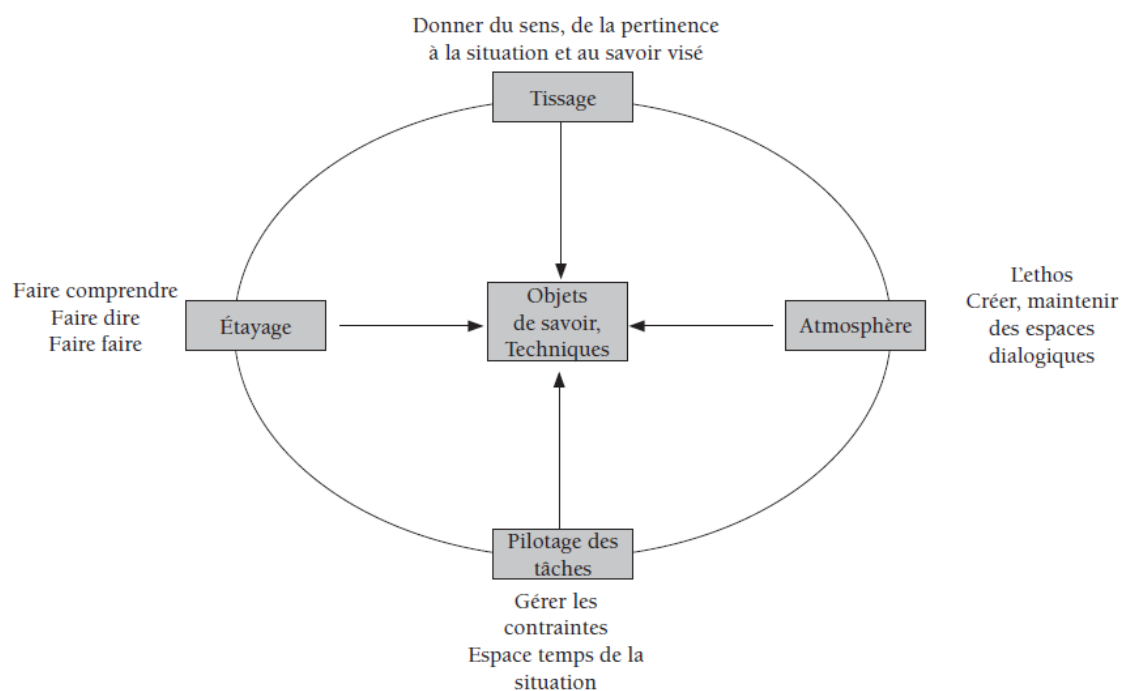 Donner du sens, de la pertinence
à la situation et au savoir visé
Tissage
Faire comprendre
Faire dire
Faire faire
Étayage
Objets
de savoir,
Techniques
Atmosphère
L'ethos
Créer, maintenir
des espaces
dialogiques
Pilotage des
tâches
Gérer les
contraintes
Espace temps de la
situation